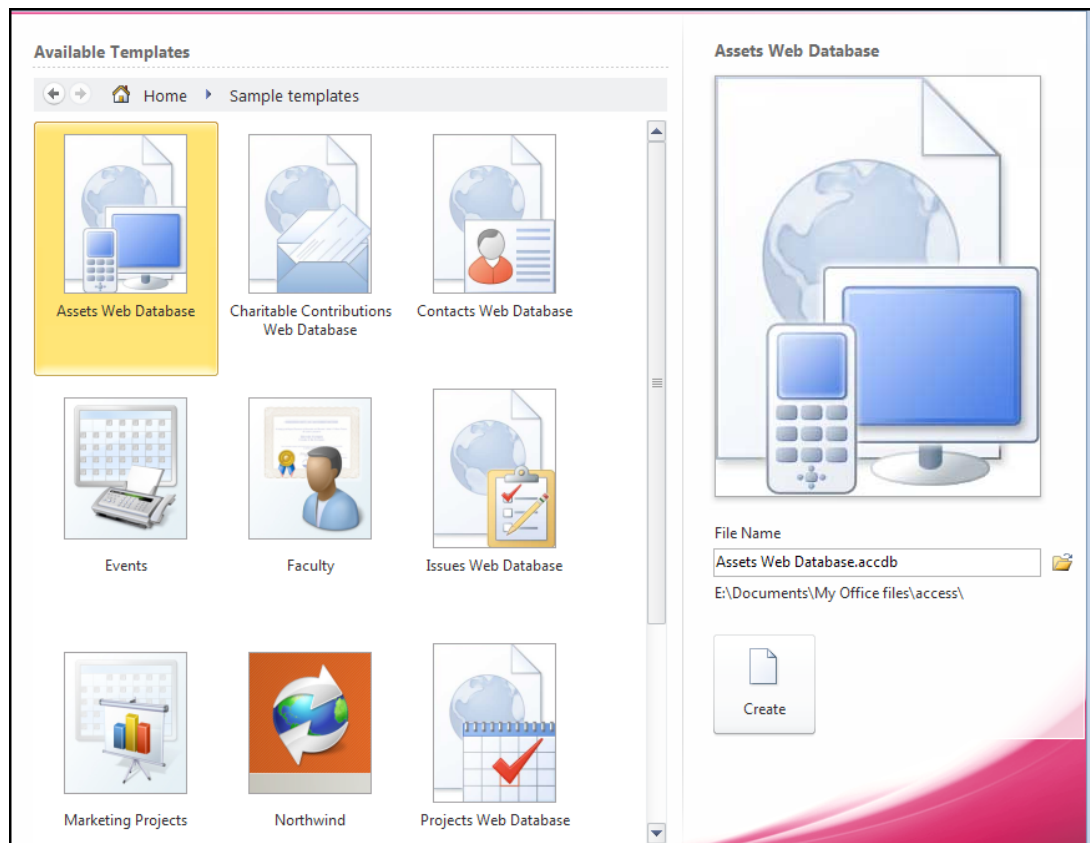 Available Templates
Home
Sample templates
Assets Web Database
Charitable Contributions
Web Database
Contacts Web Database
Events
Faculty
Issues Web Database
Marketing Projects
Northwind
Projects Web Database
Assets Web Database
File Name
Assets Web Database.accdb
E:\Documents\My Office files\access\
Create